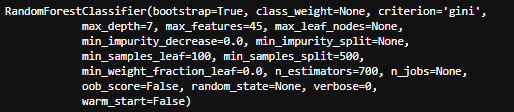 RandomForestClassifier(bootstrap=True, class_weight=None, criterion='gini',
max_depth=7, max_features=45, max_leaf_nodes=None,
min_impurity_decrease=0.0, min_impurity_split=None,
min_samples_leaf=100, min_samples_split=500,
min_weight_fraction_leaf=0.0, n_estimators=700, n_jobs=None,
oob_score=False, random_state=None, verbose=0,
warm_start=False)